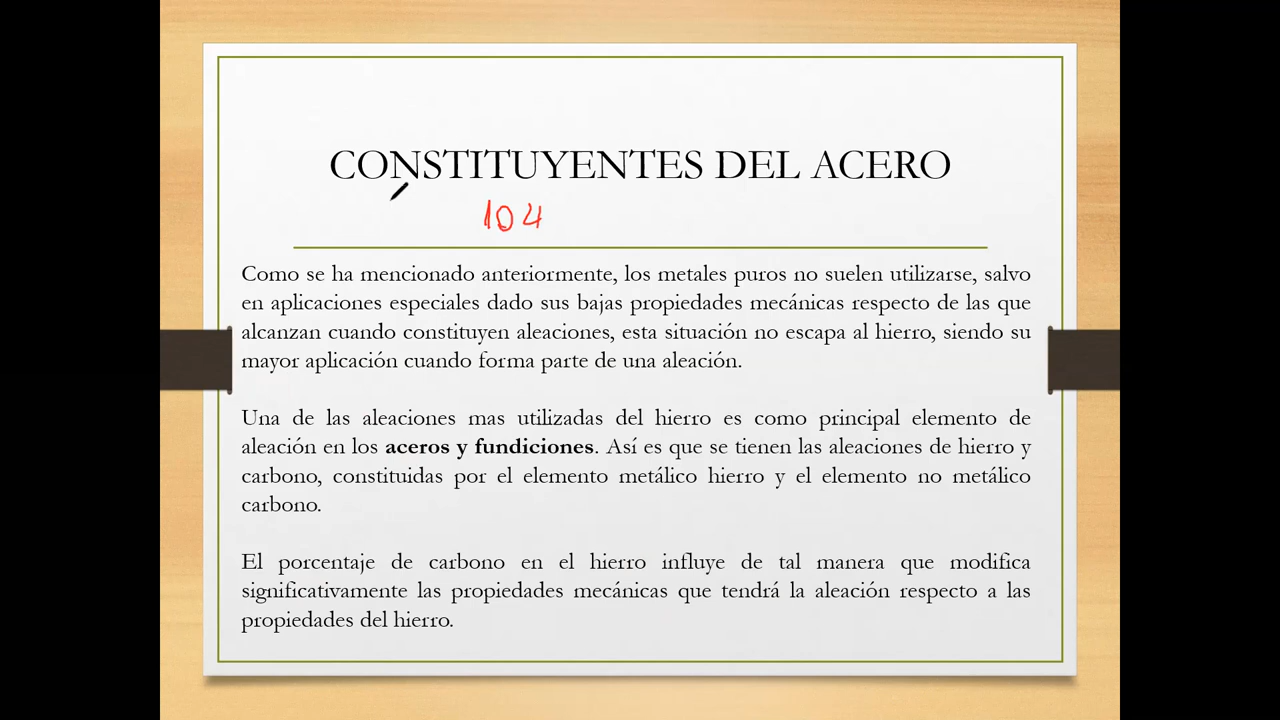 CONSTITUYENTES DEL ACERO
104
Como se ha mencionado anteriormente, los metales puros no suelen utilizarse, salvo
en aplicaciones especiales dado sus bajas propiedades mecánicas respecto de las que
alcanzan cuando constituyen aleaciones, esta situación no escapa al hierro, siendo su
mayor aplicación cuando forma parte de una aleación.
Una de las aleaciones mas utilizadas del hierro es como principal elemento de
aleación en los aceros y fundiciones. Así es que se tienen las aleaciones de hierro y
carbono, constituidas por el elemento metálico hierro y el elemento no metálico
carbono.
El porcentaje de carbono en el hierro influye de tal manera que modifica
significativamente las propiedades mecánicas que tendrá la aleación respecto a las
propiedades del hierro.